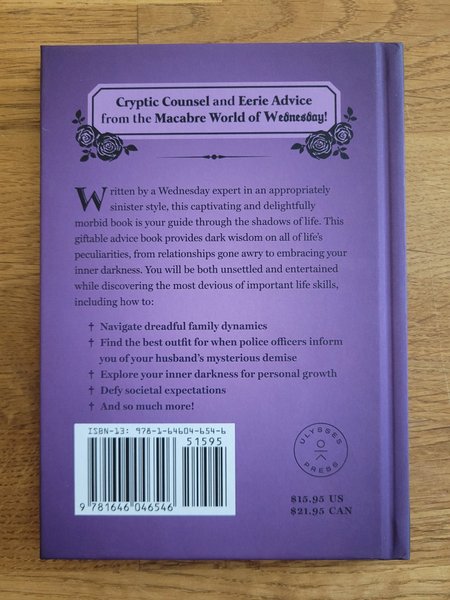 Cryptic Counsel and Eerie Advice
from the Macabre World of Wednesday!
Written by a Wednesday expert in an appropriately
sinister style, this captivating and delightfully
morbid book is your guide through the shadows of life. This
giftable advice book provides dark wisdom on all of life's
peculiarities, from relationships gone awry to embracing your
inner darkness. You will be both unsettled and entertained
while discovering the most devious of important life skills,
including how to:
† Navigate dreadful family dynamics
† Find the best outfit for when police officers inform
you of your husband's mysterious demise
† Explore your inner darkness for personal growth
† Defy societal expectations
† And so much more!
ISBN-13: 978-1-64604-654-6
51595
9 781646 046546
ULYSSES
PRESS
$15.95 US
$21.95 CAN